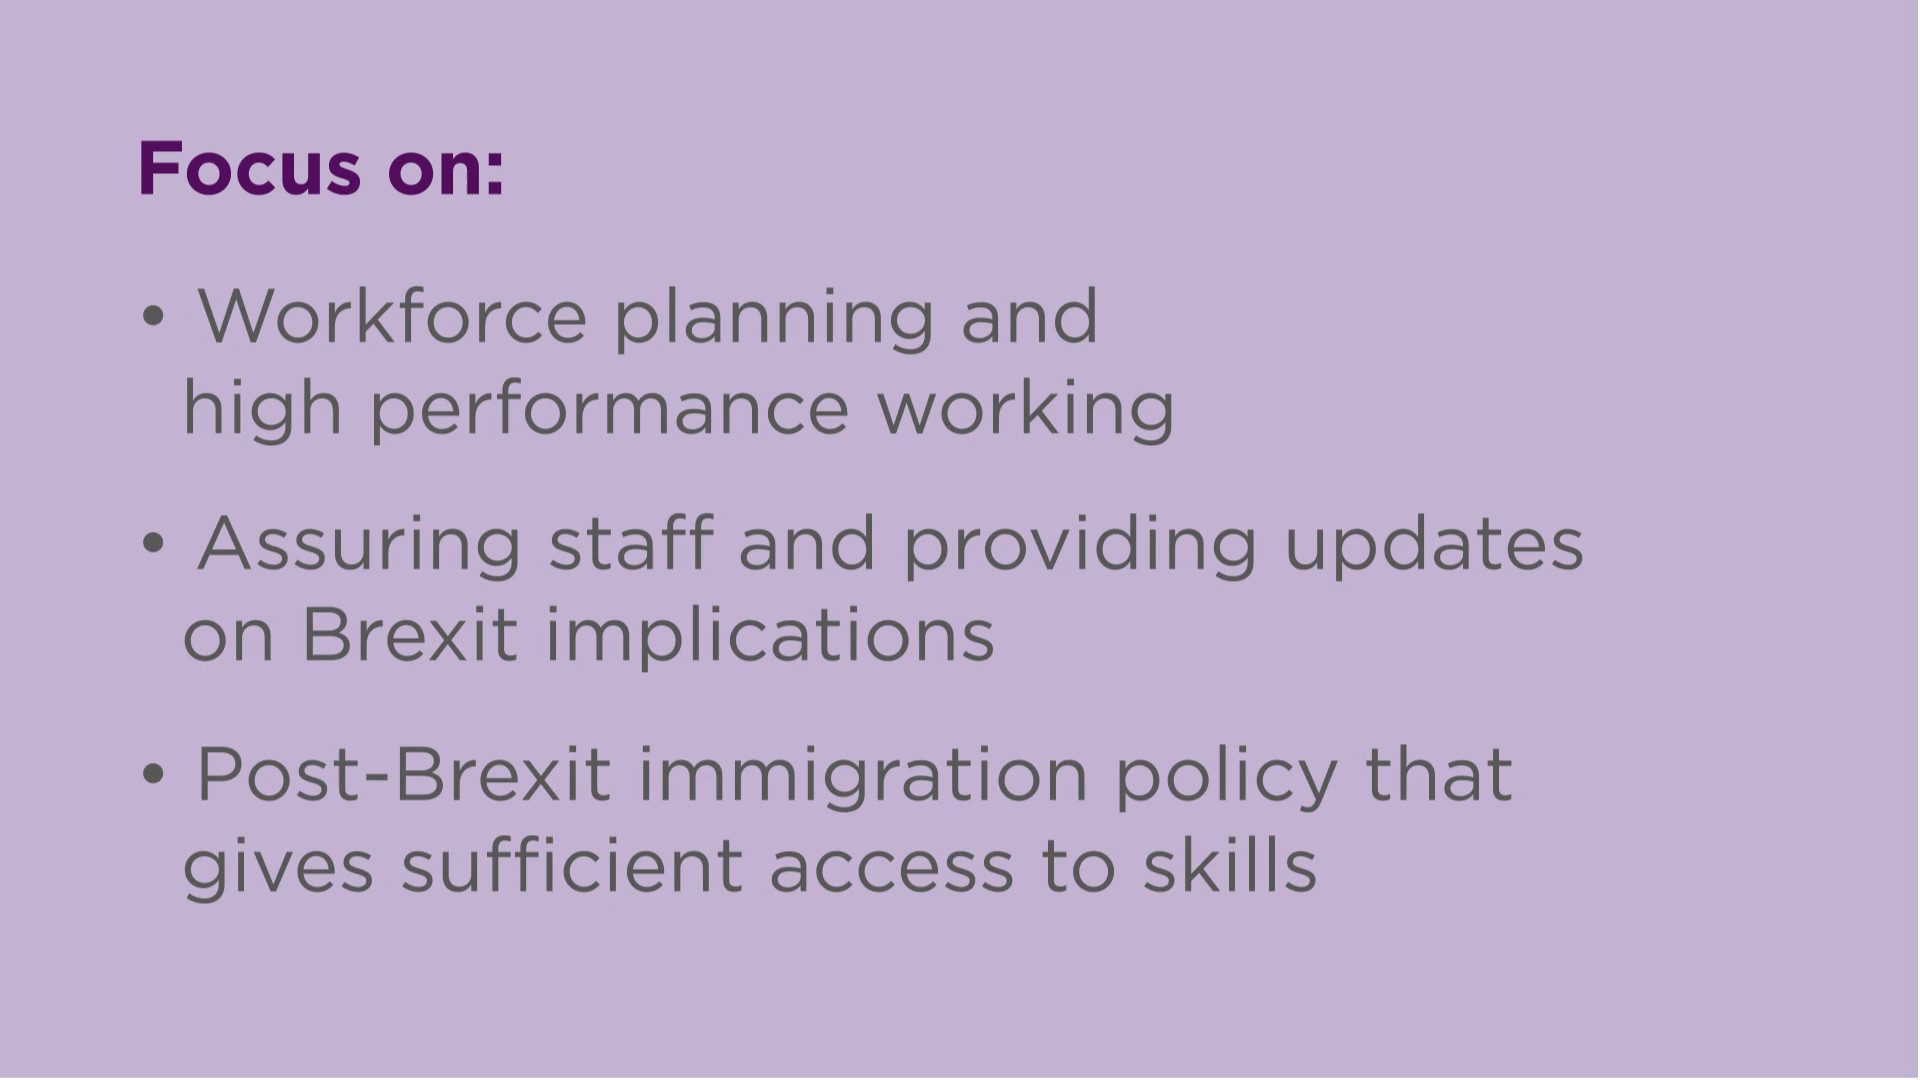 Focus on:
• Workforce planning and
high performance working
• Assuring staff and providing updates
on Brexit implications
• Post-Brexit immigration policy that
gives sufficient access to skills